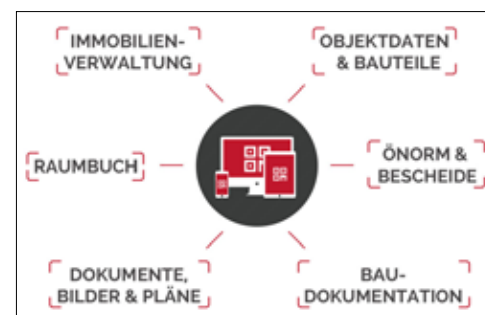 IMMOBILIEN-
VERWALTUNG
OBJEKTDATEN
& BAUTEILE
RAUMBUCH
ÖNORM &
BESCHEIDE
DOKUMENTE,
BILDER & PLÄNE
BAU-
DOKUMENTATION